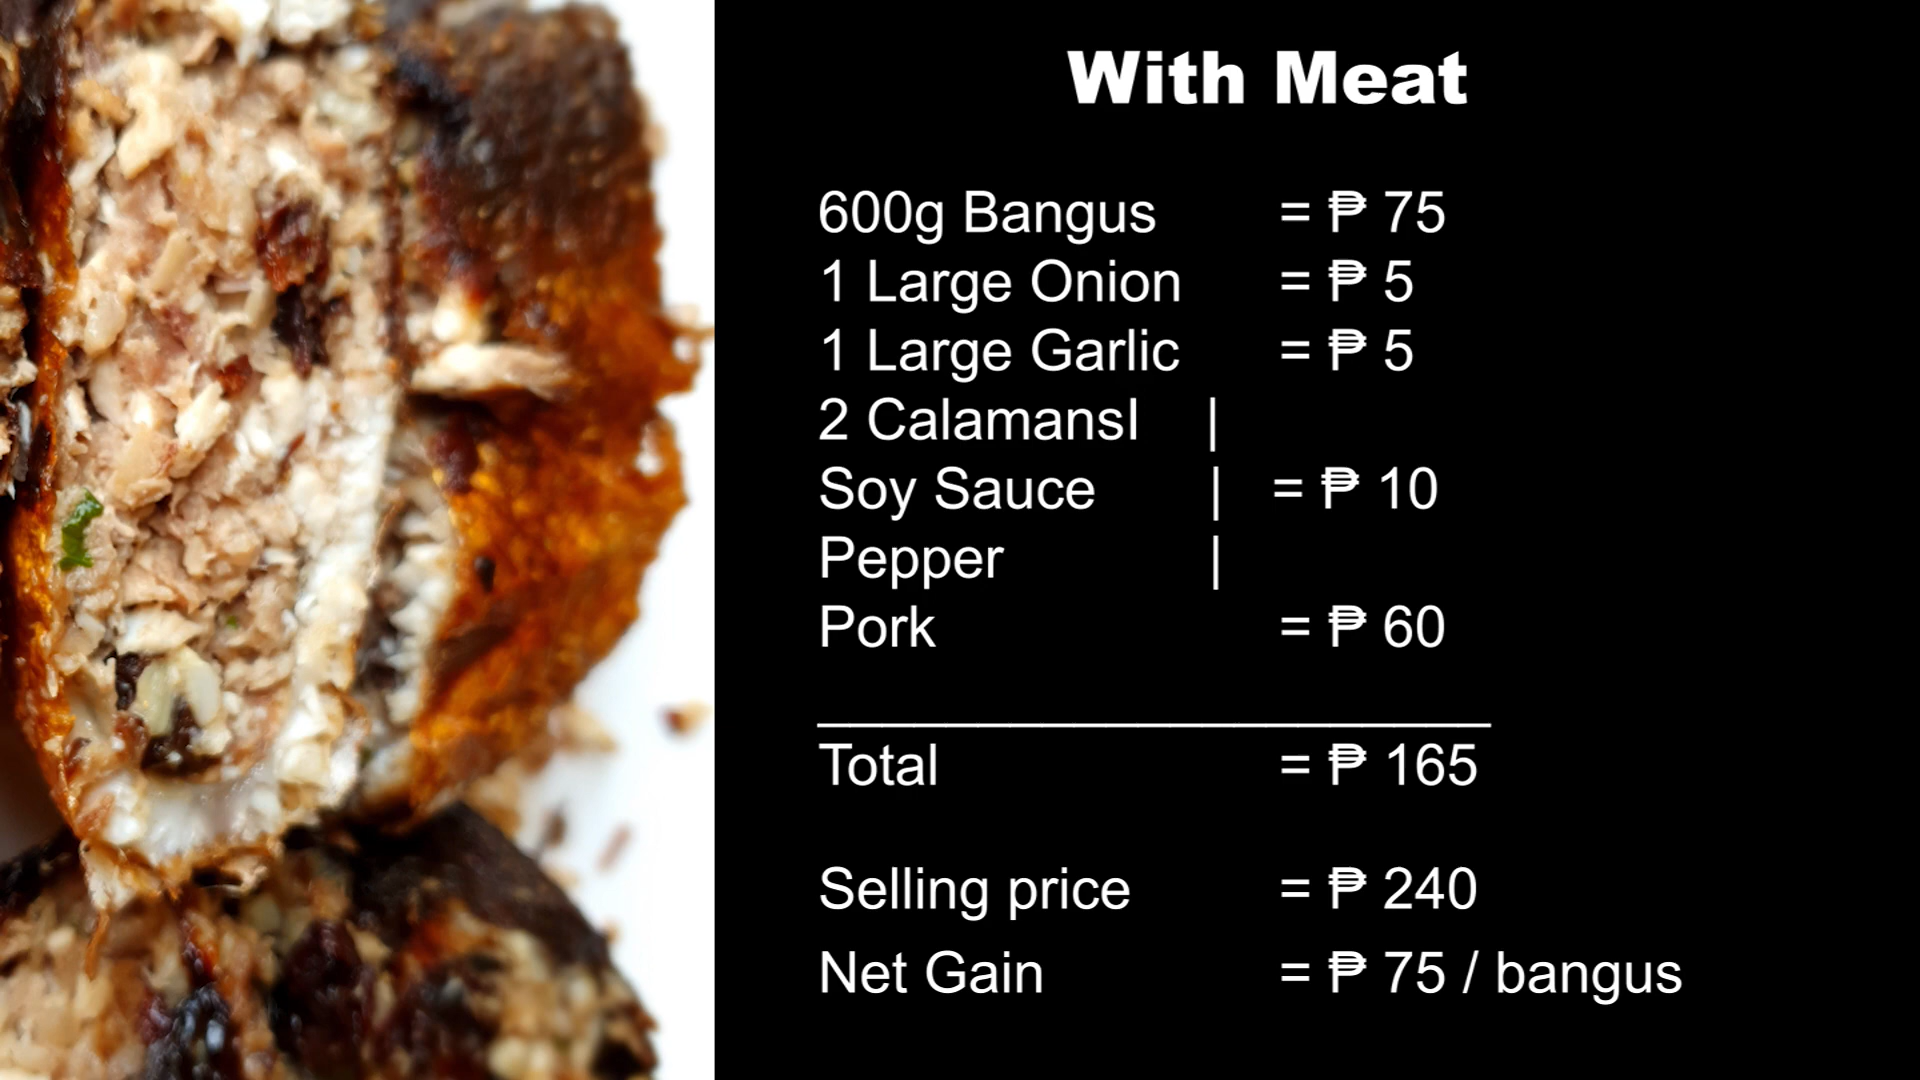 With Meat
600g Bangus = ₱ 75
1 Large Onion = ₱ 5
1 Large Garlic = ₱ 5
2 CalamansI |
Soy Sauce | = ₱ 10
Pepper |
Pork = ₱ 60
Total = ₱ 165
Selling price = ₱ 240
Net Gain = ₱ 75 / bangus